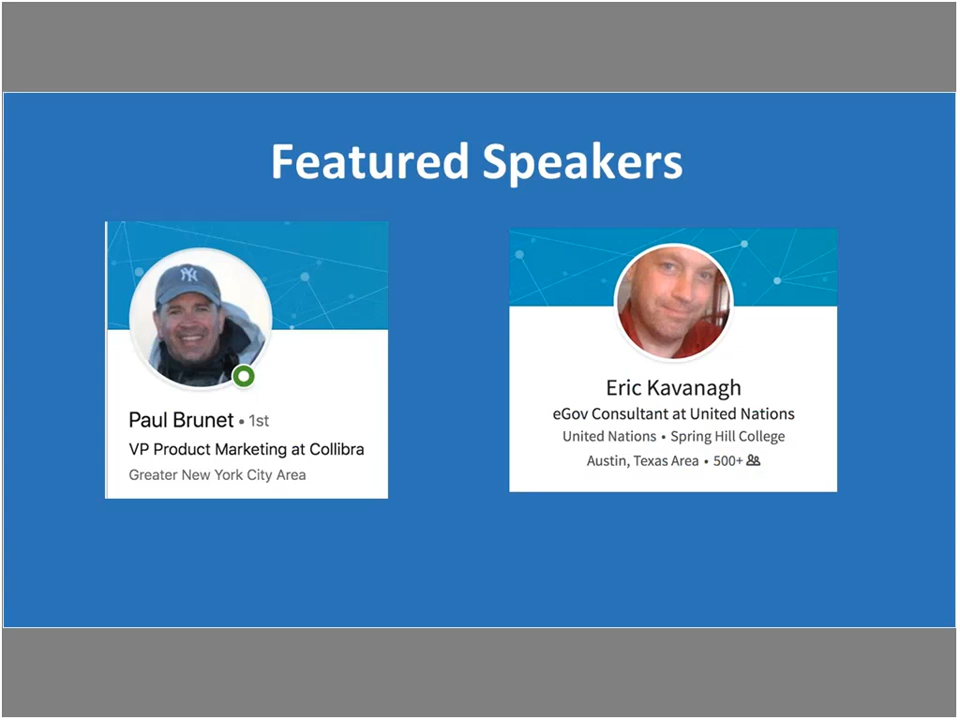 Featured Speakers
NY
Paul Brunet • 1st
VP Product Marketing at Collibra
Greater New York City Area
Eric Kavanagh
eGov Consultant at United Nations
United Nations • Spring Hill College
Austin, Texas Area • 500+